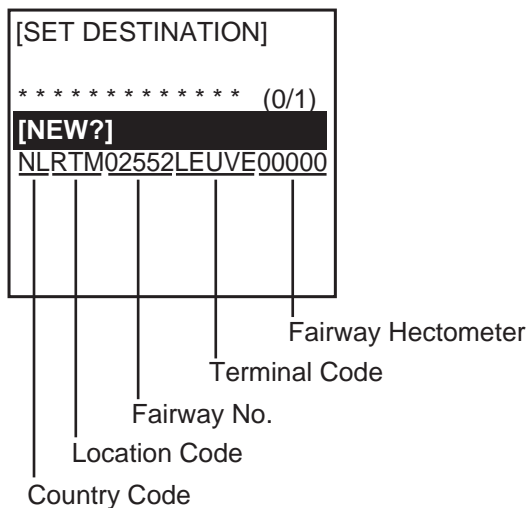 [SET DESTINATION]
* * * * * * * * * * * * * (0/1)
[NEW?]
NLRTM02552LEUVE00000
Fairway Hectometer
Terminal Code
Fairway No.
Location Code
Country Code